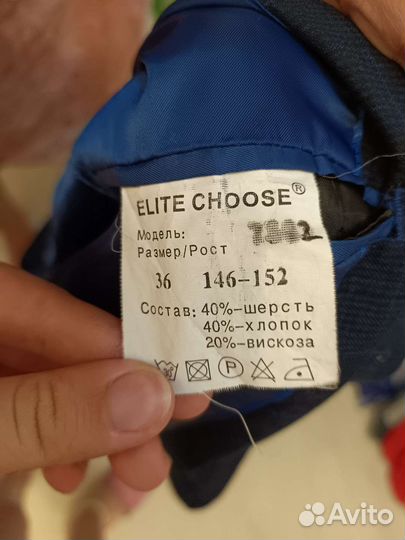 ELITE CHOOSE®
Модель:
Размер/Рост
36 146-152
Состав: 40%-шерсть
40%-хлопок
20%-вискоза
P
Avito